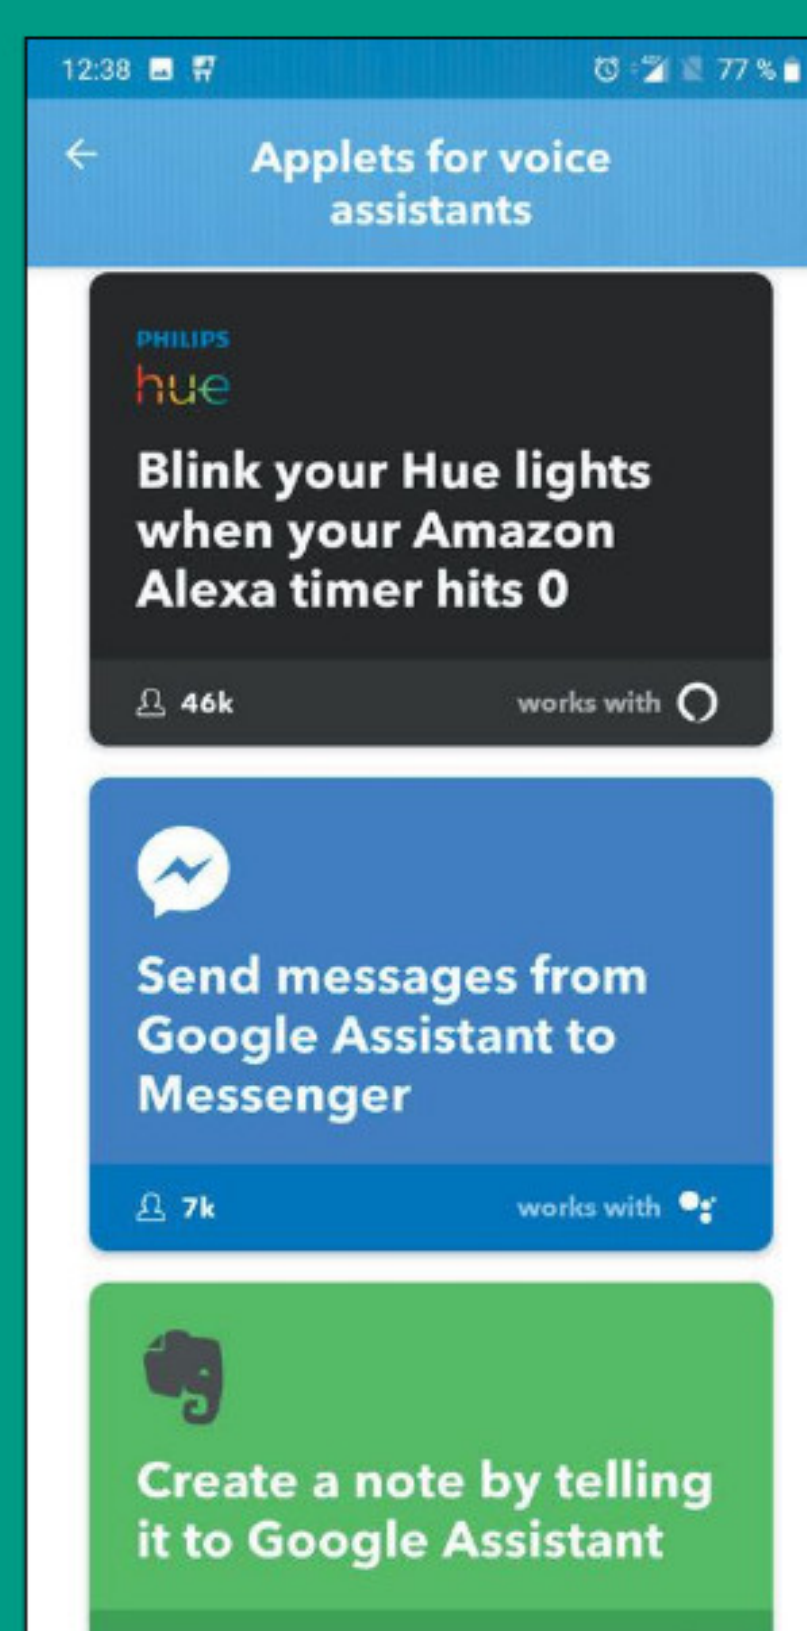 12:38
77 %
Applets for voice
assistants
PHILIPS
hue
Blink your Hue lights
when your Amazon
Alexa timer hits 0
46k
works with
Send messages from
Google Assistant to
Messenger
7k
works with
Create a note by telling
it to Google Assistant